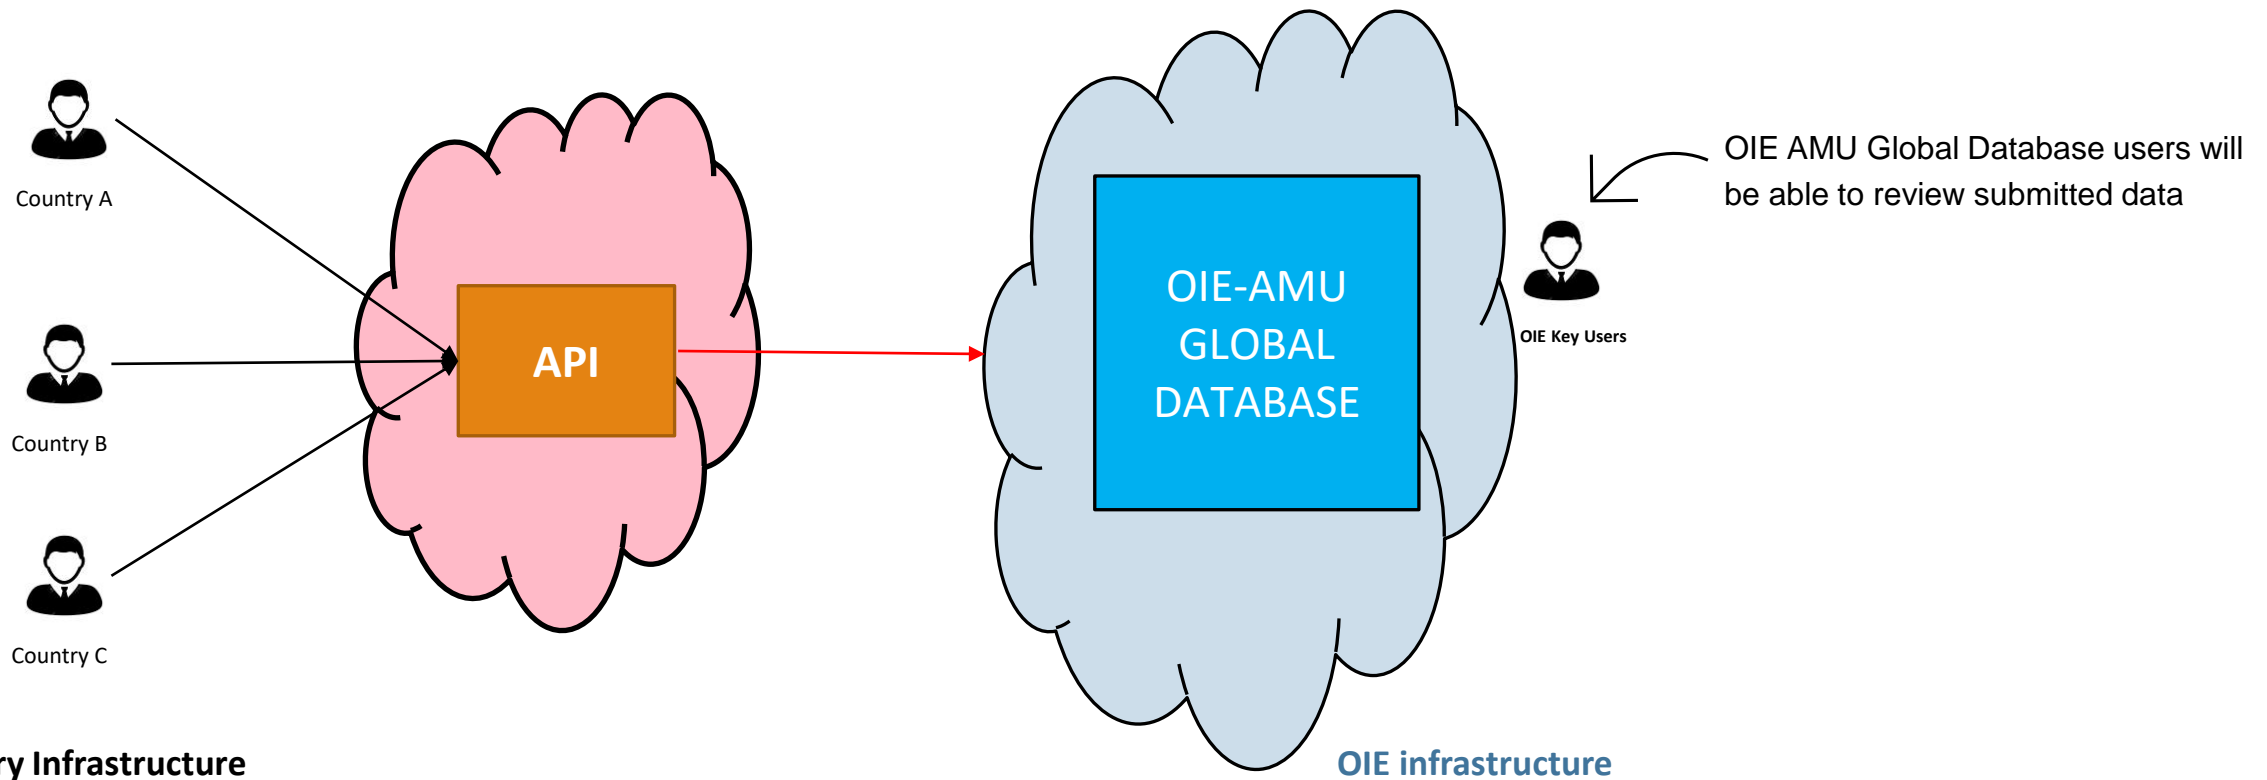 Country A
Country B
Country C
API
OIE-AMU
GLOBAL
DATABASE
OIE AMU Global Database users will
be able to review submitted data
OIE Key Users
ry Infrastructure
OIE infrastructure